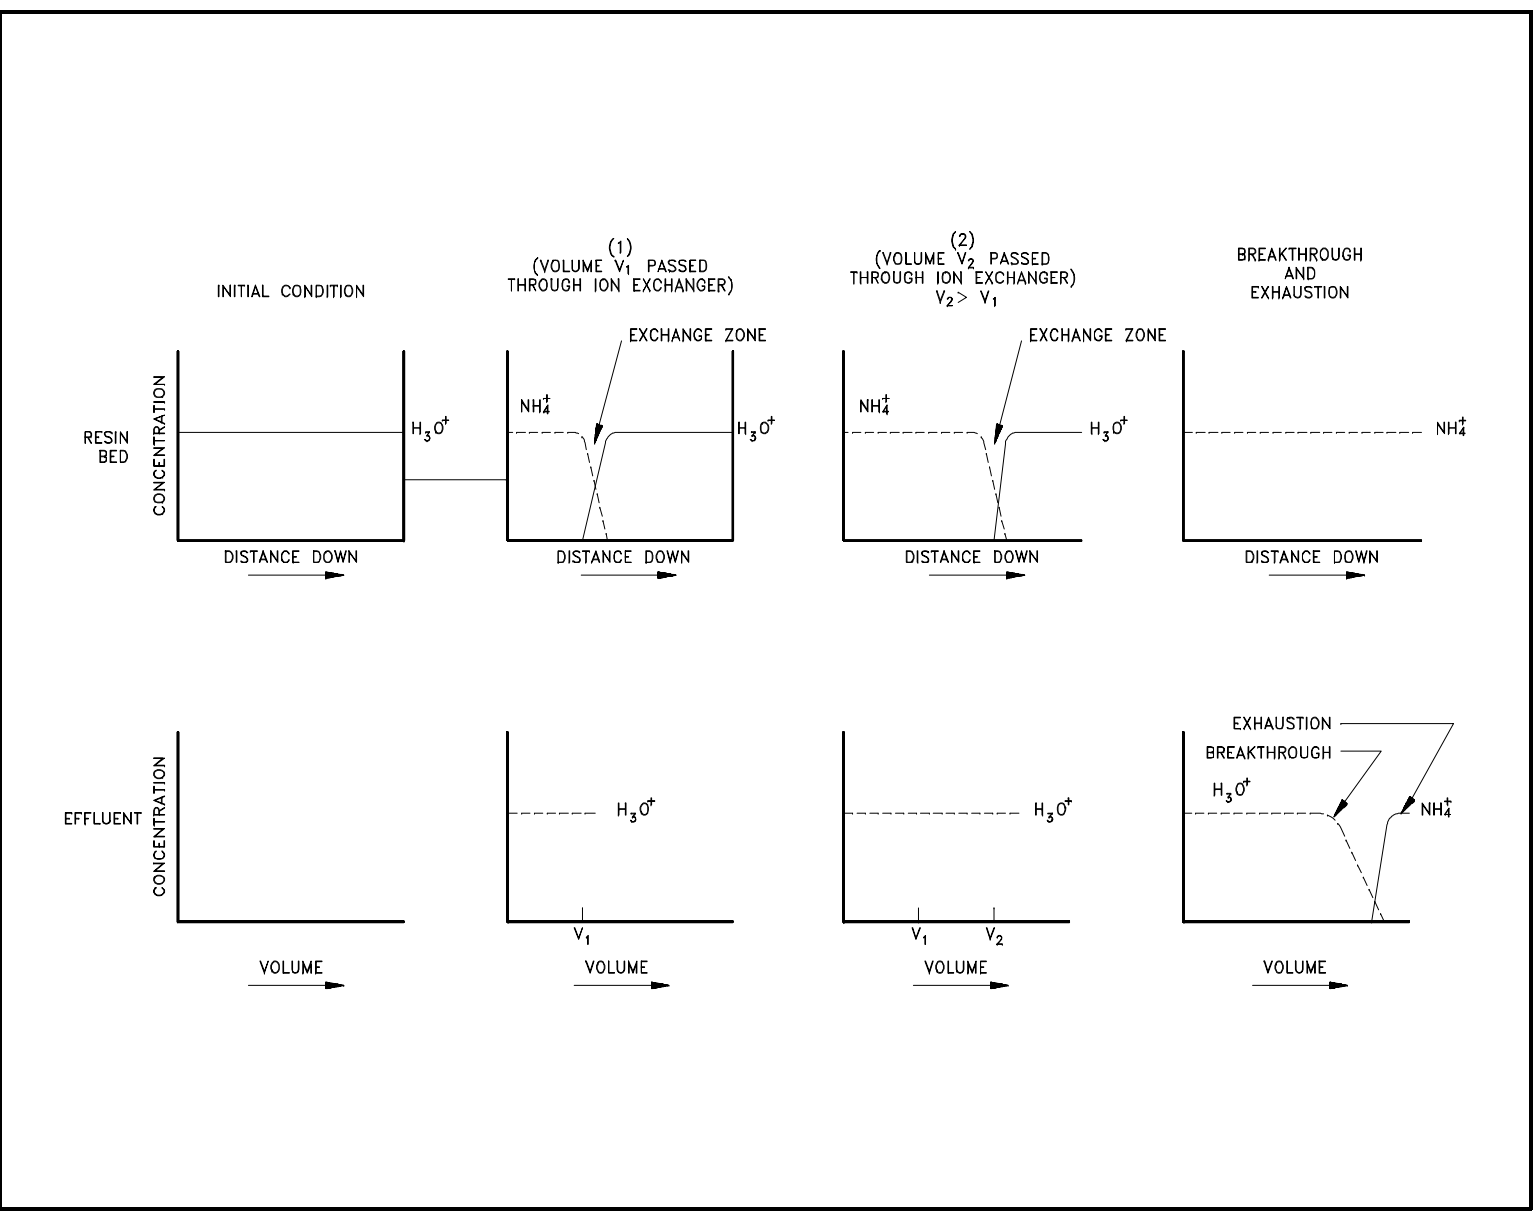 INITIAL CONDITION
(1)
(VOLUME V₁ PASSED
THROUGH ION EXCHANGER)
(2)
(VOLUME V₂ PASSED
THROUGH ION EXCHANGER)
V₂ > V₁
BREAKTHROUGH
AND
EXHAUSTION
RESIN
BED
CONCENTRATION
H₃O⁺
DISTANCE DOWN
EXCHANGE ZONE
NH₄⁺
H₃O⁺
DISTANCE DOWN
EXCHANGE ZONE
NH₄⁺
H₃O⁺
DISTANCE DOWN
NH₄⁺
DISTANCE DOWN
EFFLUENT
CONCENTRATION
VOLUME
H₃O⁺
V₁
VOLUME
H₃O⁺
V₁
V₂
VOLUME
EXHAUSTION
BREAKTHROUGH
H₃O⁺
NH₄⁺
VOLUME